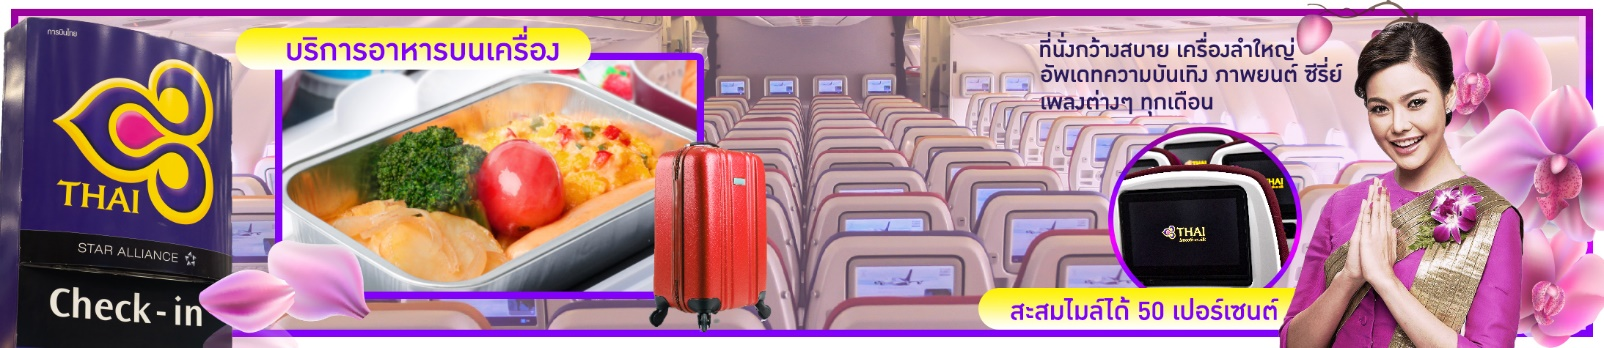 การบินไทย
THAI
STAR ALLIANCE
Check-in
บริการอาหารบนเครื่อง
ที่นั่งกว้างสบาย เครื่องลำใหญ่
อัพเดทความบันเทิง ภาพยนต์ ซีรี่ย์
เพลงต่างๆ ทุกเดือน
THAI
THAI
THAI
สะสมไมล์ได้ 50 เปอร์เซนต์